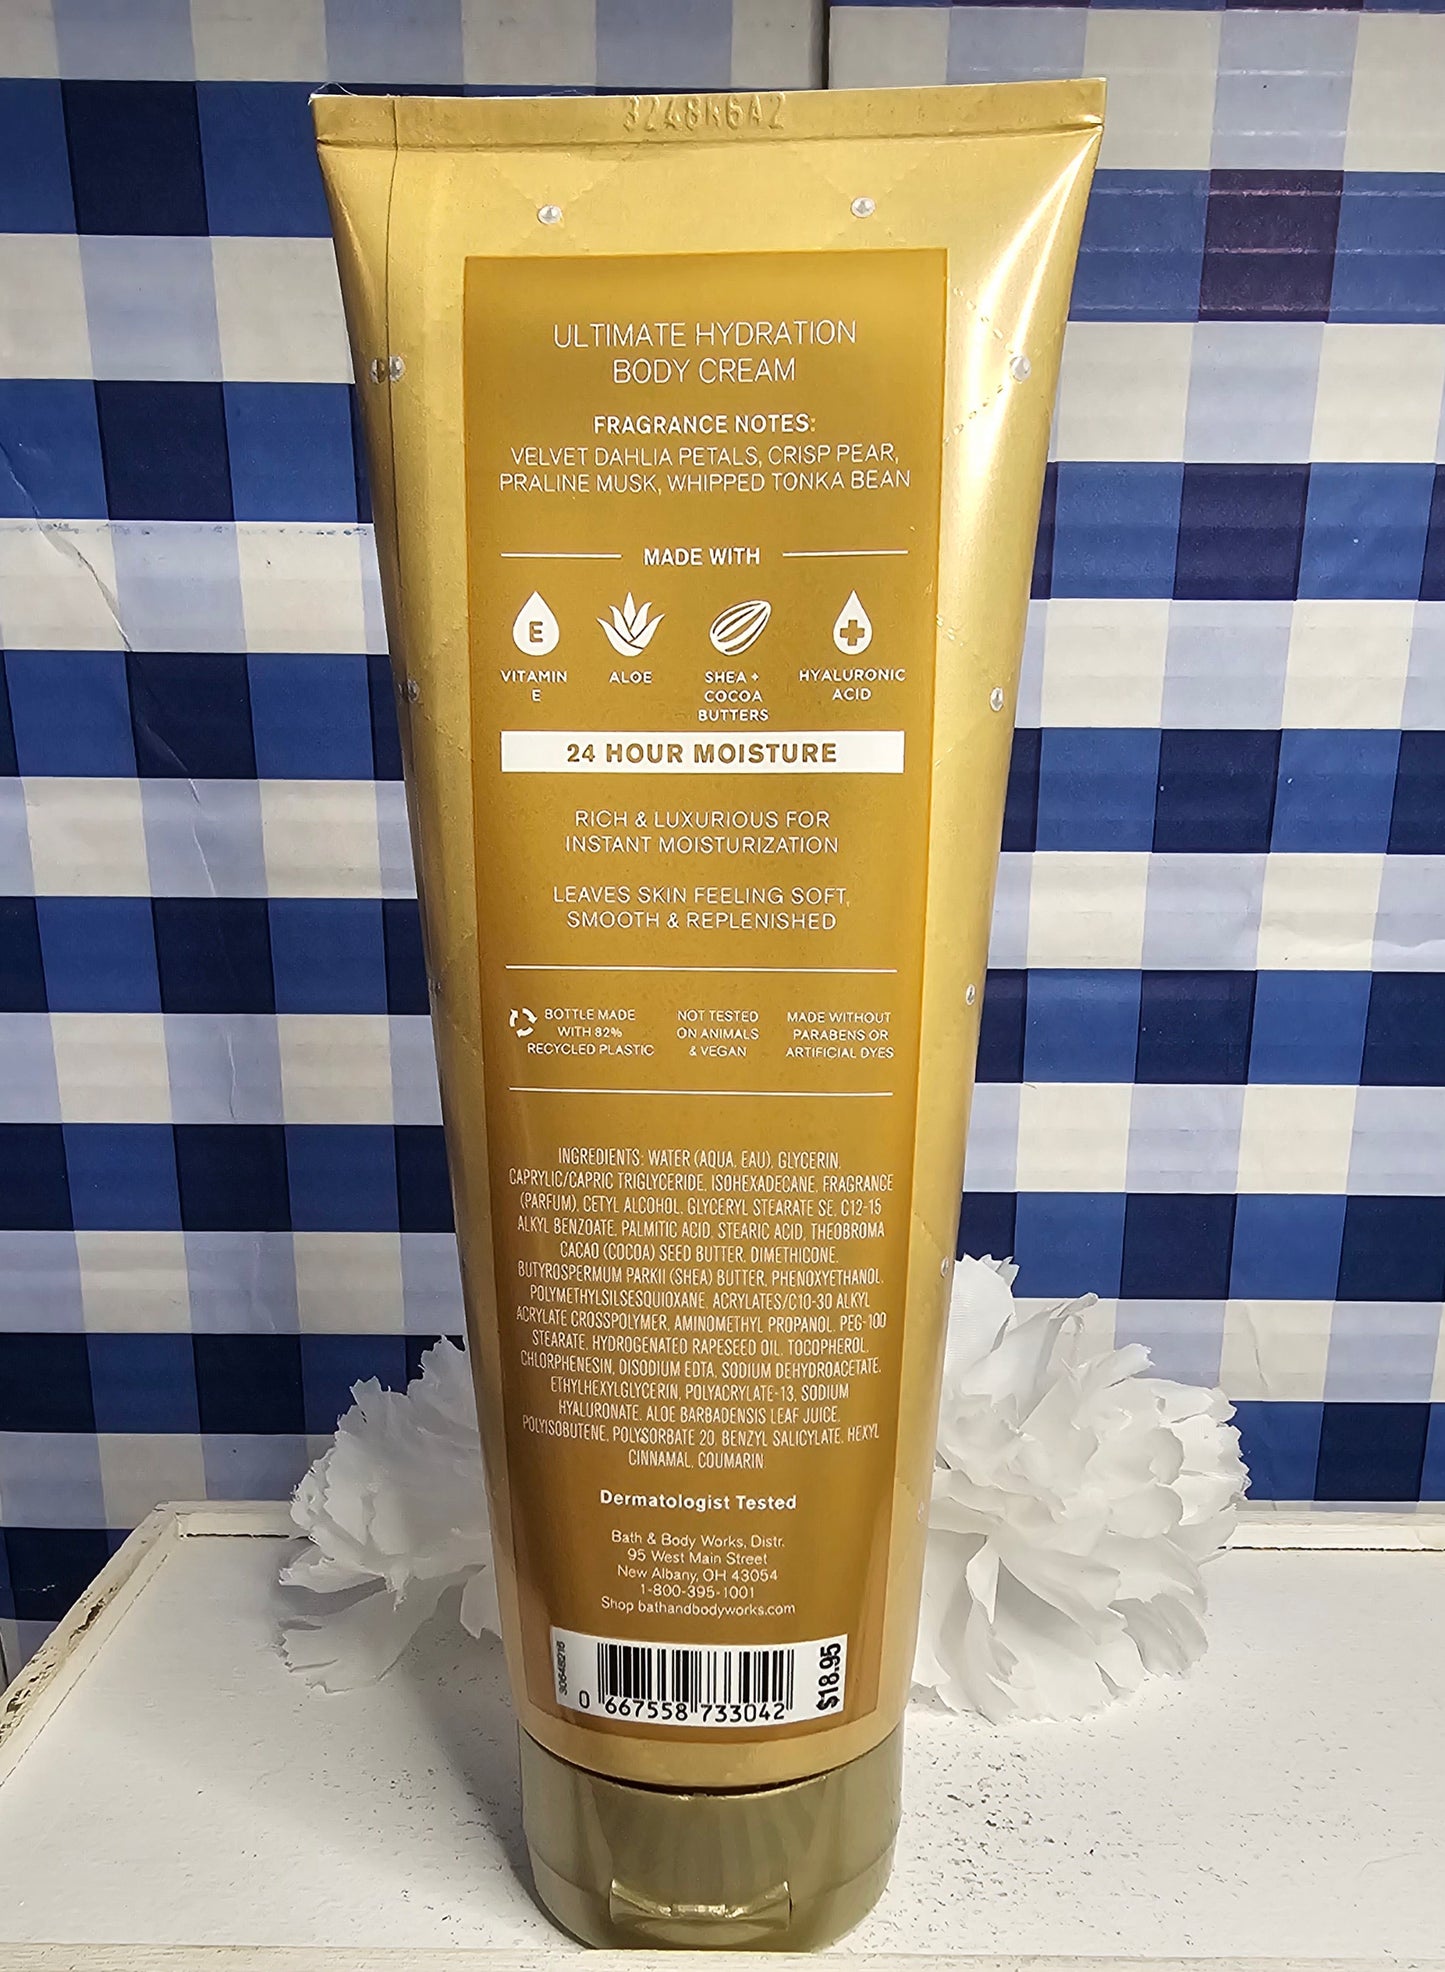 3248H6A2
ULTIMATE HYDRATION
BODY CREAM
FRAGRANCE NOTES:
VELVET DAHLIA PETALS, CRISP PEAR,
PRALINE MUSK, WHIPPED TONKA BEAN
MADE WITH
E
VITAMIN
E
ALOE
SHEA +
COCOA
BUTTERS
HYALURONIC
ACID
24 HOUR MOISTURE
RICH & LUXURIOUS FOR
INSTANT MOISTURIZATION
LEAVES SKIN FEELING SOFT,
SMOOTH & REPLENISHED
BOTTLE MADE
WITH 82%
RECYCLED PLASTIC
NOT TESTED
ON ANIMALS
& VEGAN
MADE WITHOUT
PARABENS OR
ARTIFICIAL DYES
INGREDIENTS: WATER (AQUA, EAU), GLYCERIN,
CAPRYLIC/CAPRIC TRIGLYCERIDE, ISOHEXADECANE, FRAGRANCE
(PARFUM), CETYL ALCOHOL, GLYCERYL STEARATE SE, C12-15
ALKYL BENZOATE, PALMITIC ACID, STEARIC ACID, THEOBROMA
CACAO (COCOA) SEED BUTTER, DIMETHICONE,
BUTYROSPERMUM PARKII (SHEA) BUTTER, PHENOXYETHANOL,
POLYMETHYLSILSESQUIOXANE, ACRYLATES/C10-30 ALKYL
ACRYLATE CROSSPOLYMER, AMINOMETHYL PROPANOL, PEG-100
STEARATE, HYDROGENATED RAPESEED OIL, TOCOPHEROL,
CHLORPHENESIN, DISODIUM EDTA, SODIUM DEHYDROACETATE,
ETHYLHEXYLGLYCERIN, POLYACRYLATE-13, SODIUM
HYALURONATE, ALOE BARBADENSIS LEAF JUICE,
POLYISOBUTENE, POLYSORBATE 20, BENZYL SALICYLATE, HEXYL
CINNAMAL, COUMARIN
Dermatologist Tested
Bath & Body Works, Distr.
95 West Main Street
New Albany, OH 43054
1-800-395-1001
Shop bathandbodyworks.com
0 667558 733042
$18.95